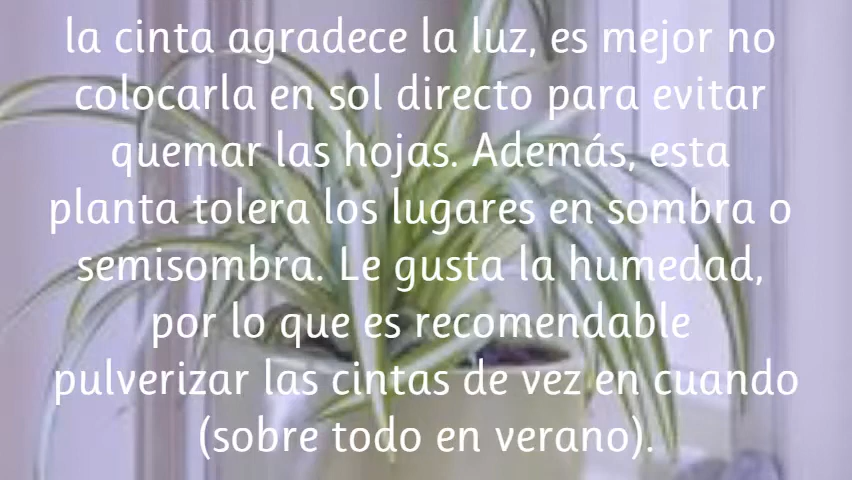 la cinta agradece la luz, es mejor no
colocarla en sol directo para evitar
quemar las hojas. Además, esta
planta tolera los lugares en sombra o
semisombra. Le gusta la humedad,
por lo que es recomendable
pulverizar las cintas de vez en cuando
(sobre todo en verano).